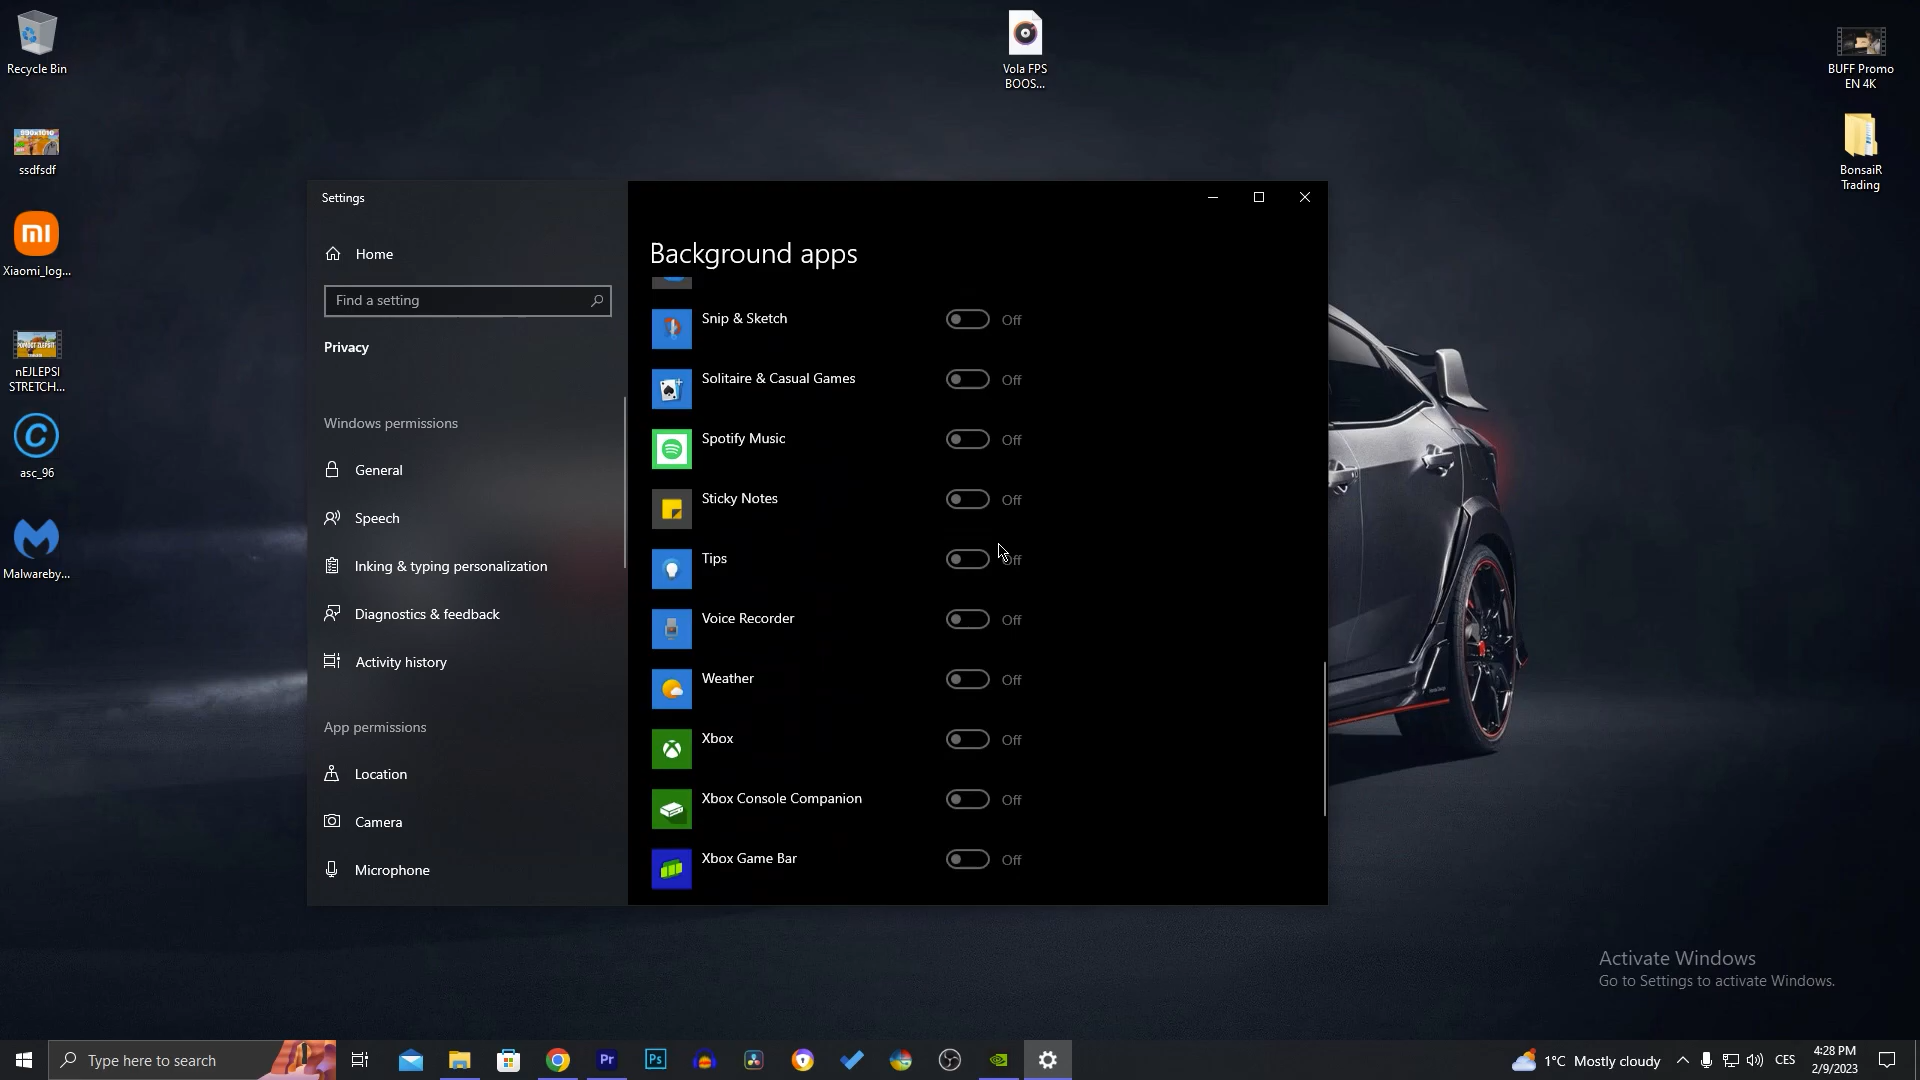 Recycle Bin
890x1010
ssdfsdf
Xiaomi_log...
nEJLEPSI
STRETCH...
asc_96
Malwareby...
Vola FPS
BOOS...
BUFF Promo
EN 4K
BonsaiR
Trading
Settings
Home
Find a setting
Privacy
Windows permissions
General
Speech
Inking & typing personalization
Diagnostics & feedback
Activity history
App permissions
Location
Camera
Microphone
Background apps
Snip & Sketch Off
Solitaire & Casual Games Off
Spotify Music Off
Sticky Notes Off
Tips Off
Voice Recorder Off
Weather Off
Xbox Off
Xbox Console Companion Off
Xbox Game Bar Off
Activate Windows
Go to Settings to activate Windows.
Type here to search
Pr
Ps
1°C Mostly cloudy
CES
4:28 PM
2/9/2023